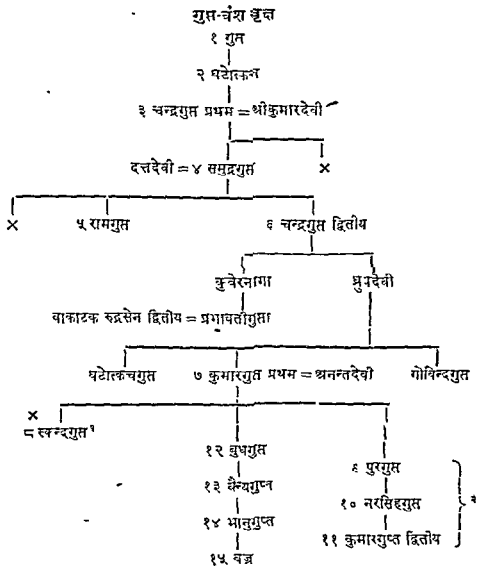 गुप्त-वंश वृक्ष
१ गुप्त
२ घटोत्कच
३ चन्द्रगुप्त प्रथम = श्रीकुमारदेवी
दत्तदेवी = ४ समुद्रगुप्त ×
× ५ रामगुप्त ६ चन्द्रगुप्त द्वितीय
कुवेरनागा ध्रुवदेवी
वाकाटक रुद्रसेन द्वितीय = प्रभावतीगुप्ता
घटोत्कचगुप्त ७ कुमारगुप्त प्रथम = अनन्तदेवी गोविन्दगुप्त
×
८ स्कन्दगुप्त१
१२ बुधगुप्त ९ पुरगुप्त
१३ वैन्यगुप्त १० नरसिंहगुप्त
१४ भानुगुप्त ११ कुमारगुप्त द्वितीय
१५ वज्र